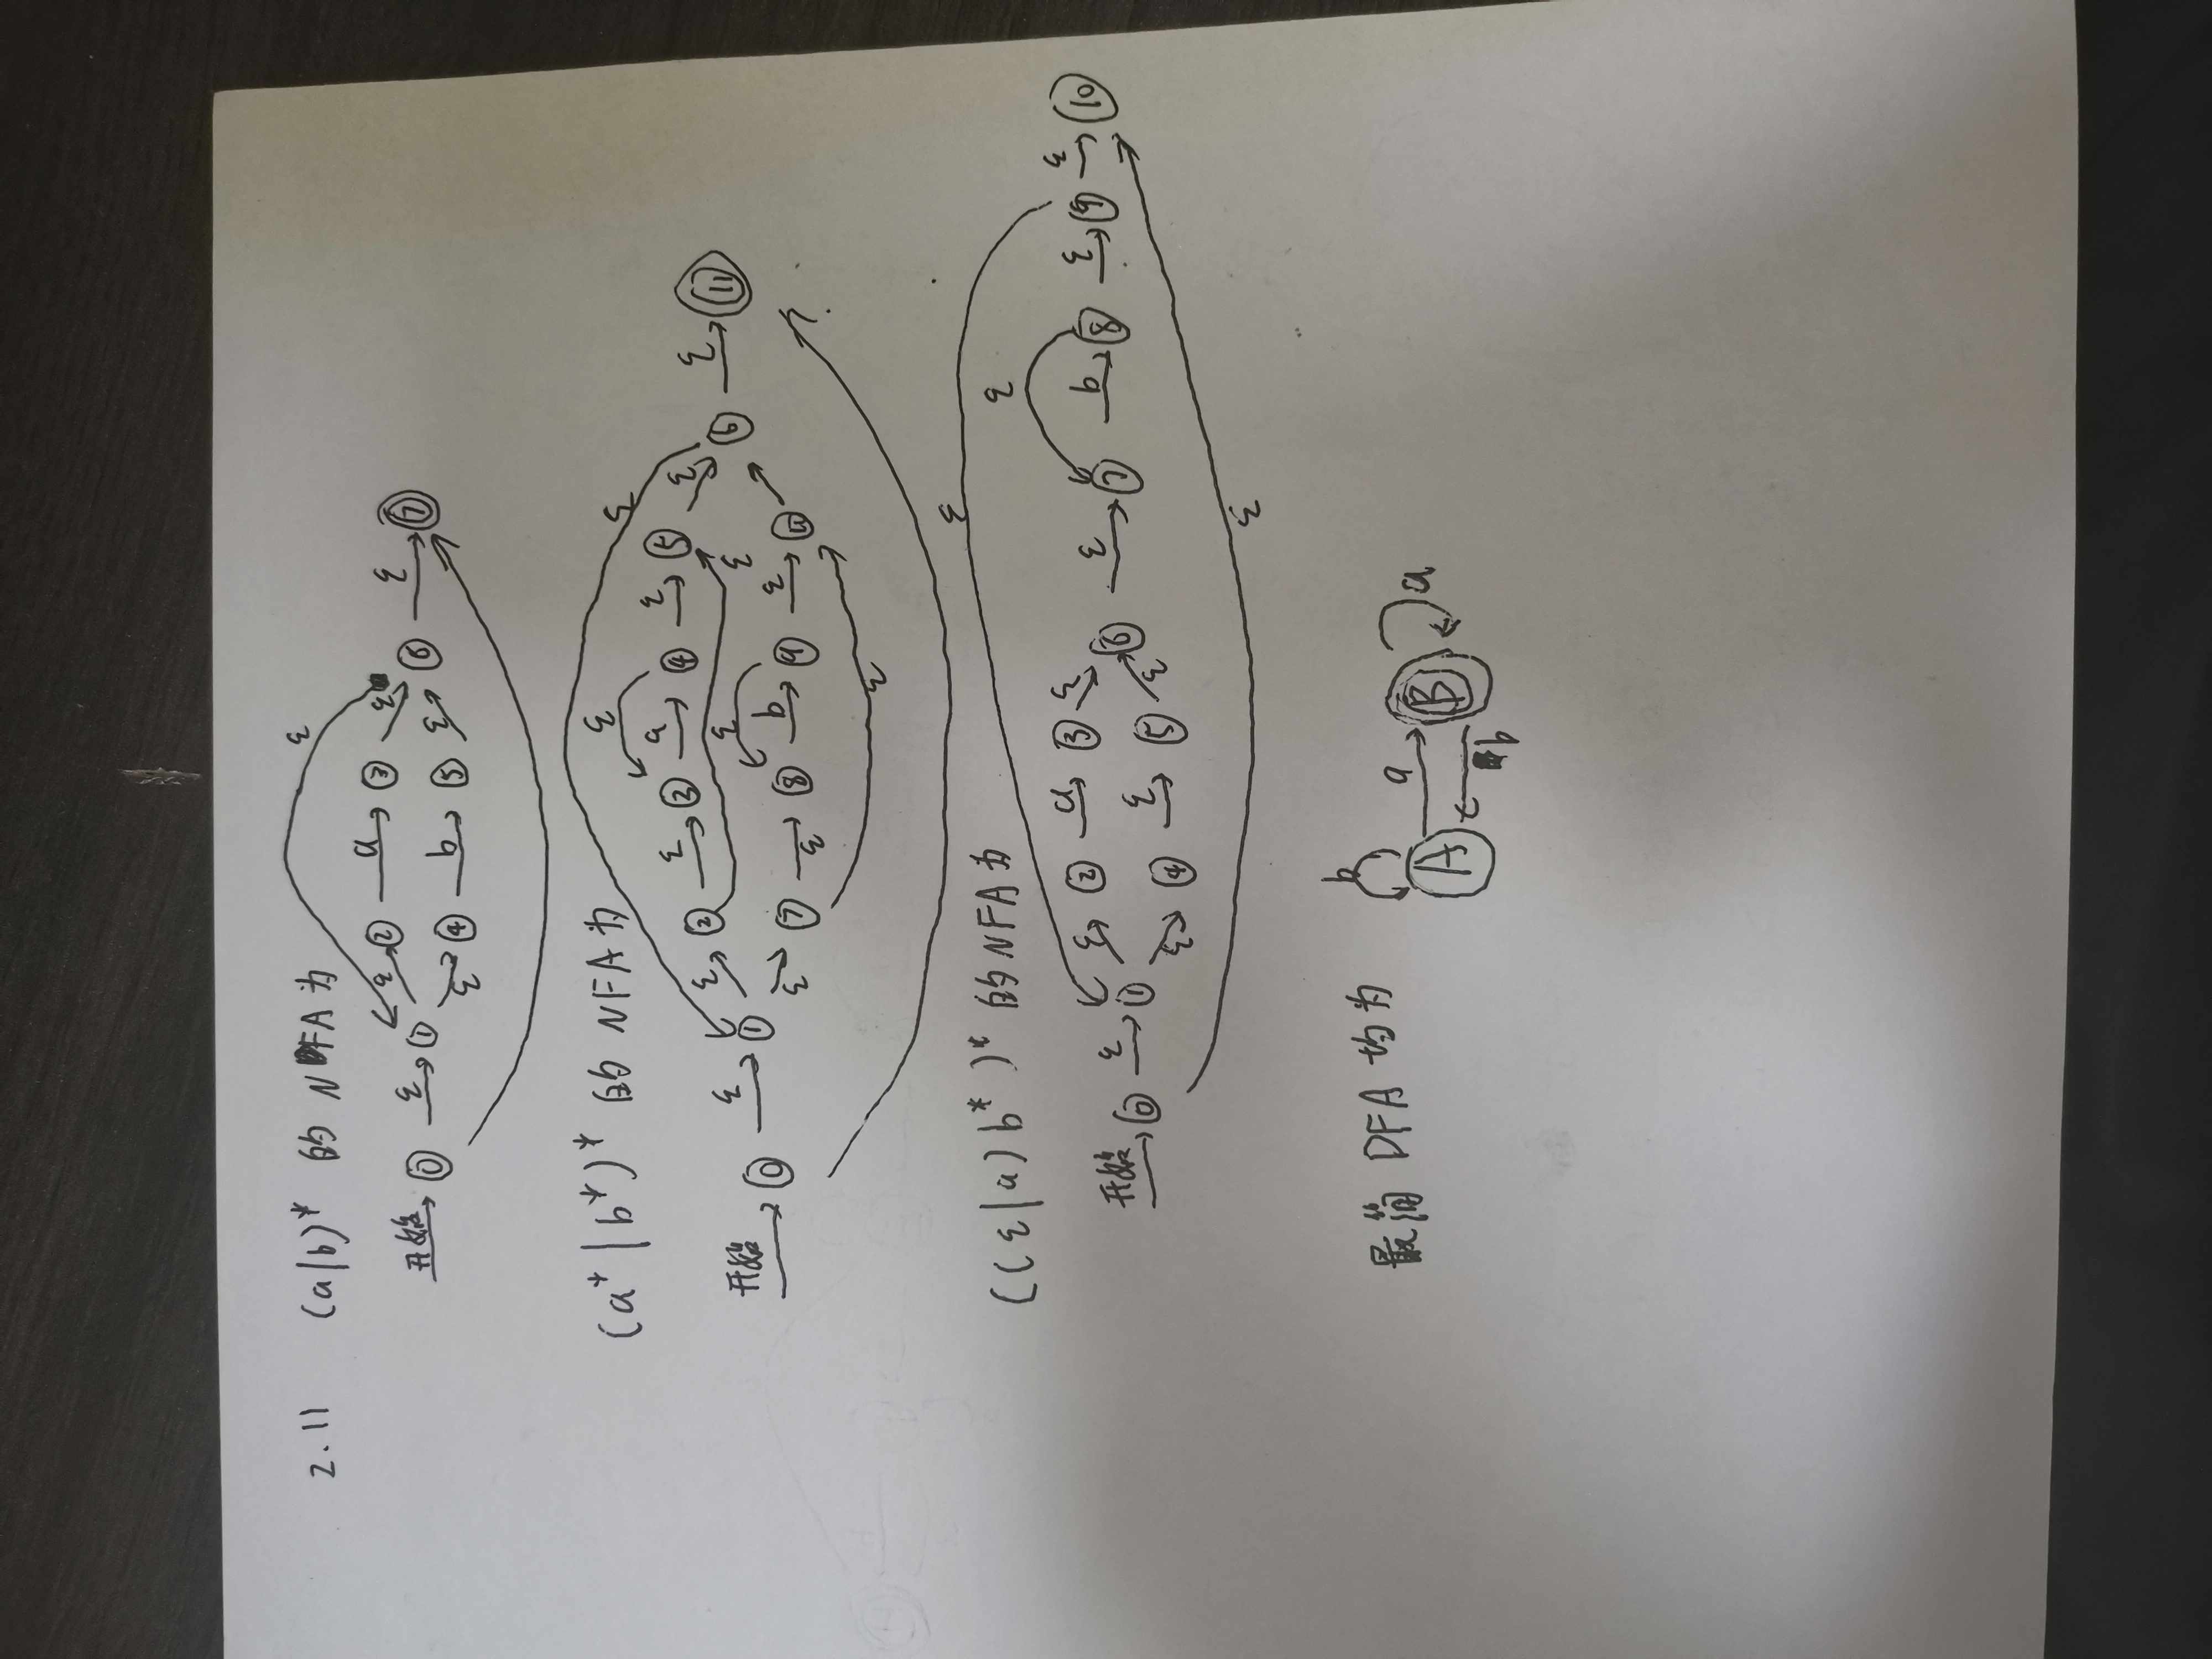 2.11 (a|b)* 的 NFA 为
ε
开始 0 ε 1 ε 2 a 3 ε 6 ε 7
ε 4 b 5 ε
(a*|b*)* 的 NFA 为
ε
ε
开始 0 ε 1 ε 2 ε 3 a 4 ε 5 ε 6 ε 11
ε
ε
ε 7 ε 8 b 9 ε
ε
((ε|a)b*)* 的 NFA 为
ε
ε
开始 0 ε 1 ε 2 a 3 ε 6 ε 7 b 8 ε 9 ε 10
ε 4 ε 5 ε
ε
最简 DFA 均为
b
A a B a
b